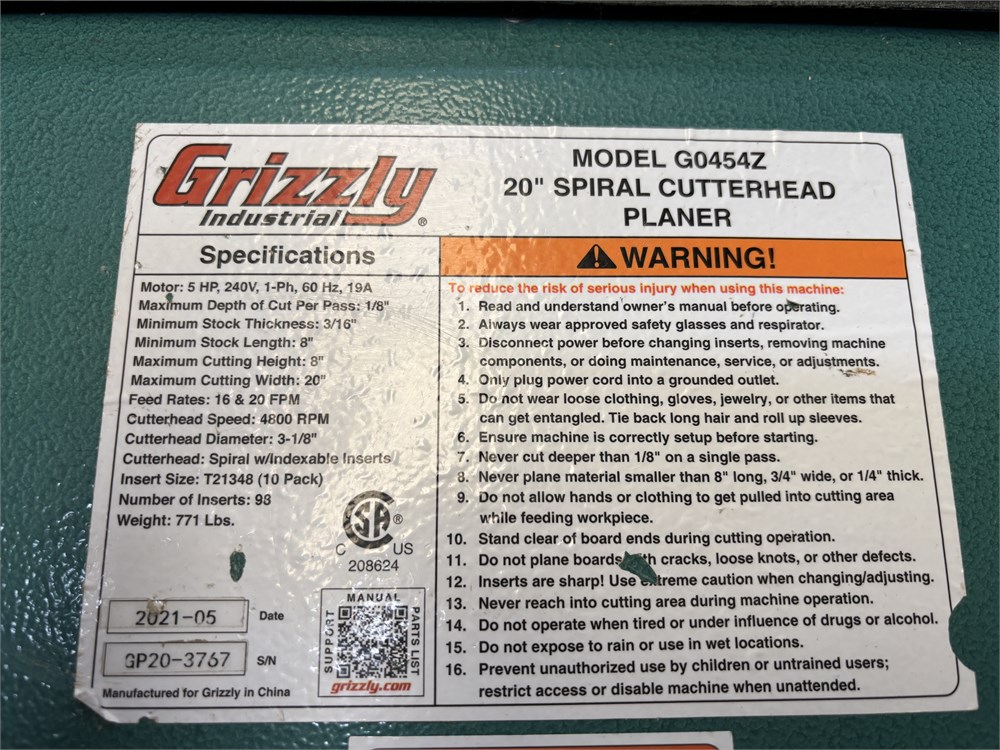 Grizzly
Industrial ®
MODEL G0454Z
20" SPIRAL CUTTERHEAD
PLANER
Specifications
Motor: 5 HP, 240V, 1-Ph, 60 Hz, 19A
Maximum Depth of Cut Per Pass: 1/8"
Minimum Stock Thickness: 3/16"
Minimum Stock Length: 8"
Maximum Cutting Height: 8"
Maximum Cutting Width: 20"
Feed Rates: 16 & 20 FPM
Cutterhead Speed: 4800 RPM
Cutterhead Diameter: 3-1/8"
Cutterhead: Spiral w/Indexable Inserts
Insert Size: T21348 (10 Pack)
Number of Inserts: 98
Weight: 771 Lbs.
SA ®
C US
208624
2021-05 Date
GP20-3767 S/N
MANUAL
SUPPORT
PARTS LIST
grizzly.com
Manufactured for Grizzly in China
WARNING!
To reduce the risk of serious injury when using this machine:
1. Read and understand owner's manual before operating.
2. Always wear approved safety glasses and respirator.
3. Disconnect power before changing inserts, removing machine
components, or doing maintenance, service, or adjustments.
4. Only plug power cord into a grounded outlet.
5. Do not wear loose clothing, gloves, jewelry, or other items that
can get entangled. Tie back long hair and roll up sleeves.
6. Ensure machine is correctly setup before starting.
7. Never cut deeper than 1/8" on a single pass.
8. Never plane material smaller than 8" long, 3/4" wide, or 1/4" thick.
9. Do not allow hands or clothing to get pulled into cutting area
while feeding workpiece.
10. Stand clear of board ends during cutting operation.
11. Do not plane boards with cracks, loose knots, or other defects.
12. Inserts are sharp! Use extreme caution when changing/adjusting.
13. Never reach into cutting area during machine operation.
14. Do not operate when tired or under influence of drugs or alcohol.
15. Do not expose to rain or use in wet locations.
16. Prevent unauthorized use by children or untrained users;
restrict access or disable machine when unattended.